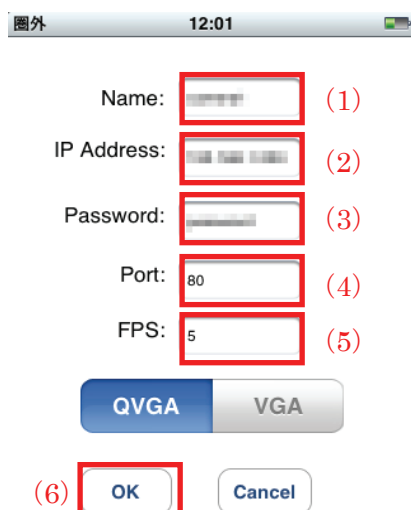 圏外 12:01
Name: (1)
IP Address: (2)
Password: (3)
Port: 80 (4)
FPS: 5 (5)
QVGA VGA
(6) OK Cancel